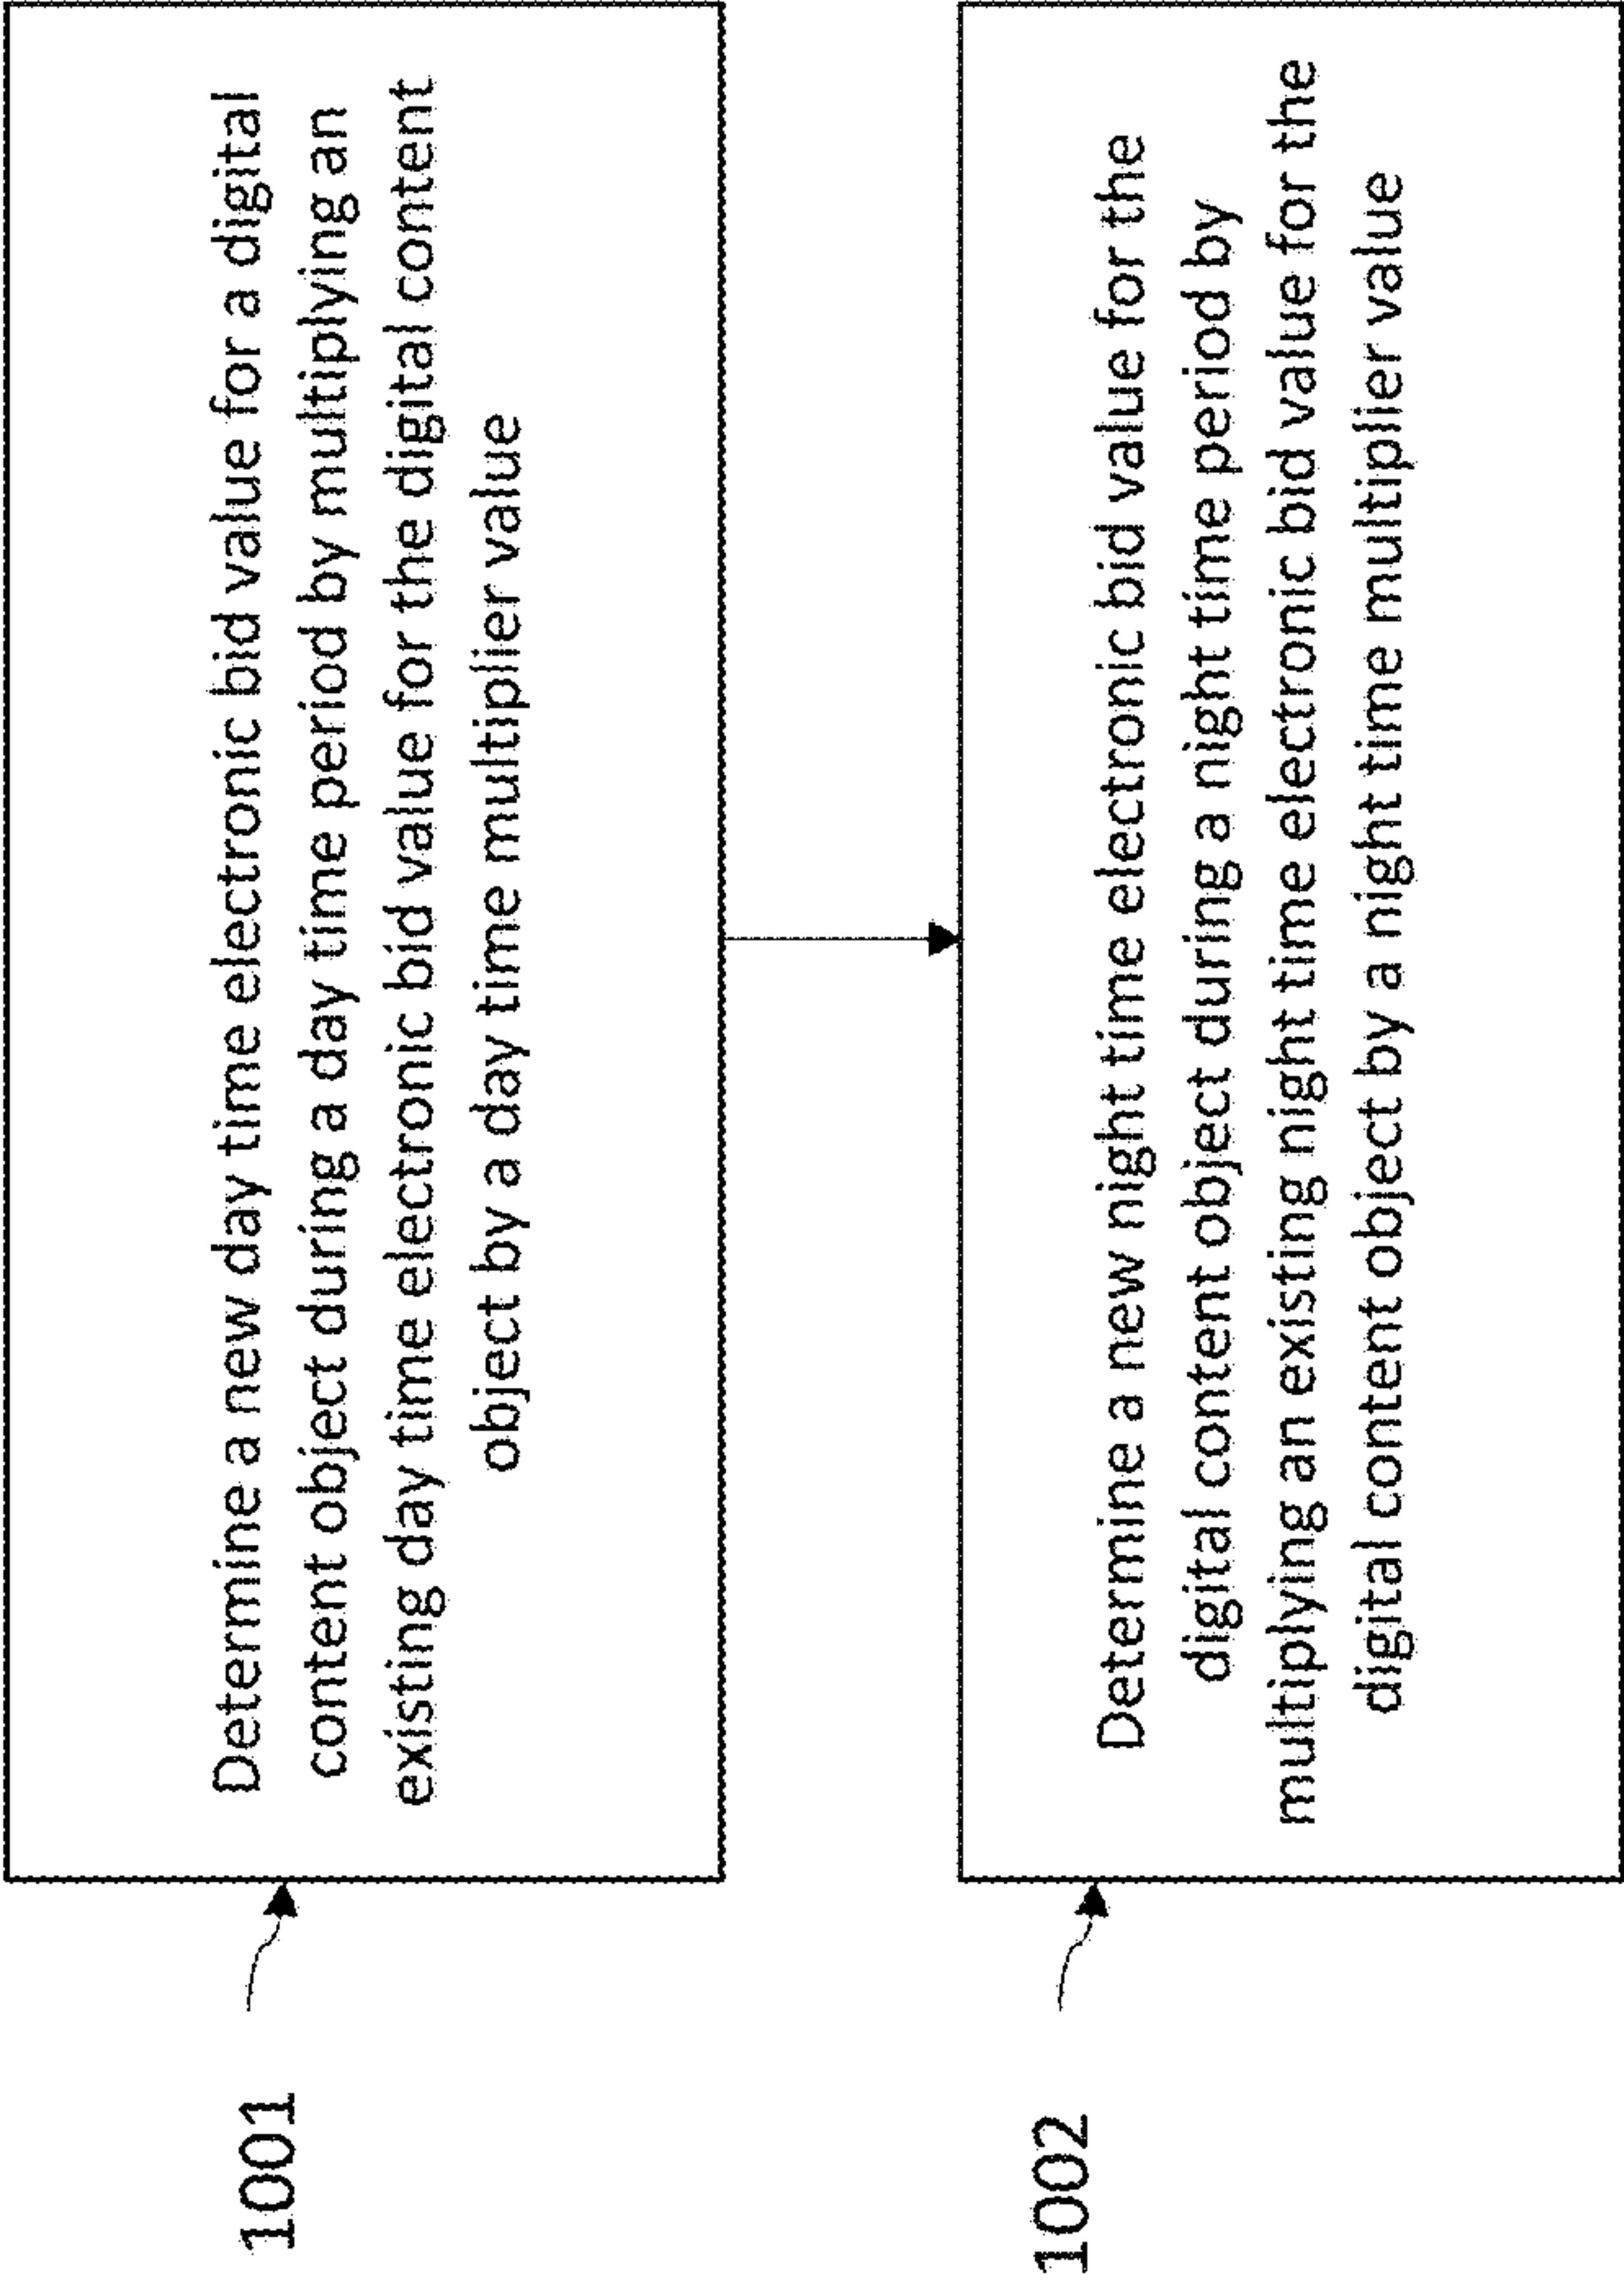 1001
Determine a new day time electronic bid value for a digital
content object during a day time period by multiplying an
existing day time electronic bid value for the digital content
object by a day time multiplier value
1002
Determine a new night time electronic bid value for the
digital content object during a night time period by
multiplying an existing night time electronic bid value for the
digital content object by a night time multiplier value